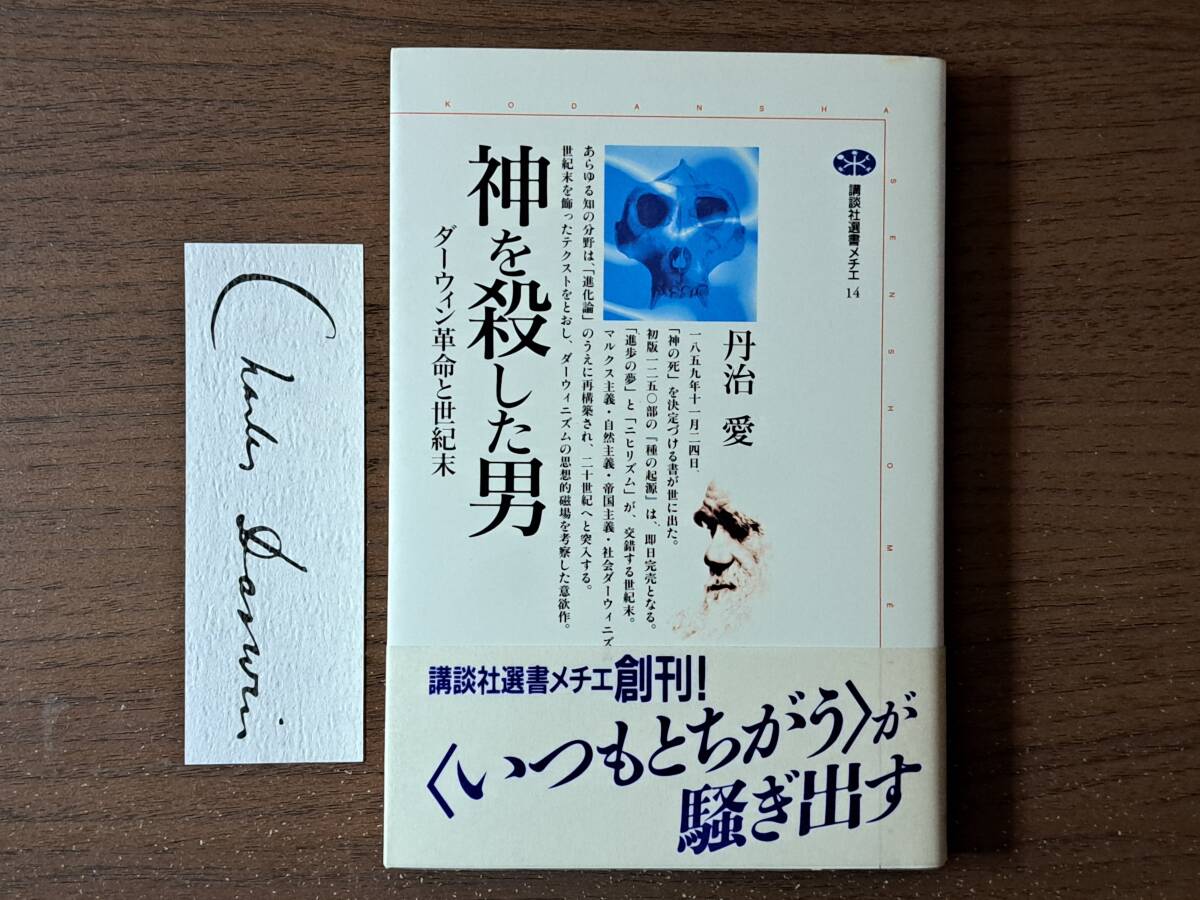 Charles Darwin
KODANSHA
SENSHO ME
講談社選書メチエ
14
丹治 愛
神を殺した男
ダーウィン革命と世紀末
一八五九年十一月二四日、
「神の死」を決定づける書が世に出た。
初版一二五〇部の『種の起源』は、即日完売となる。
「進歩の夢」と「ニヒリズム」が、交錯する世紀末。
マルクス主義・自然主義・帝国主義・社会ダーウィニズ
あらゆる知の分野は、「進化論」のうえに再構築され、二十世紀へと突入する。
世紀末を飾ったテクストをとおし、ダーウィニズムの思想的磁場を考察した意欲作。
講談社選書メチエ創刊!
〈いつもとちがう〉が
騒ぎ出す